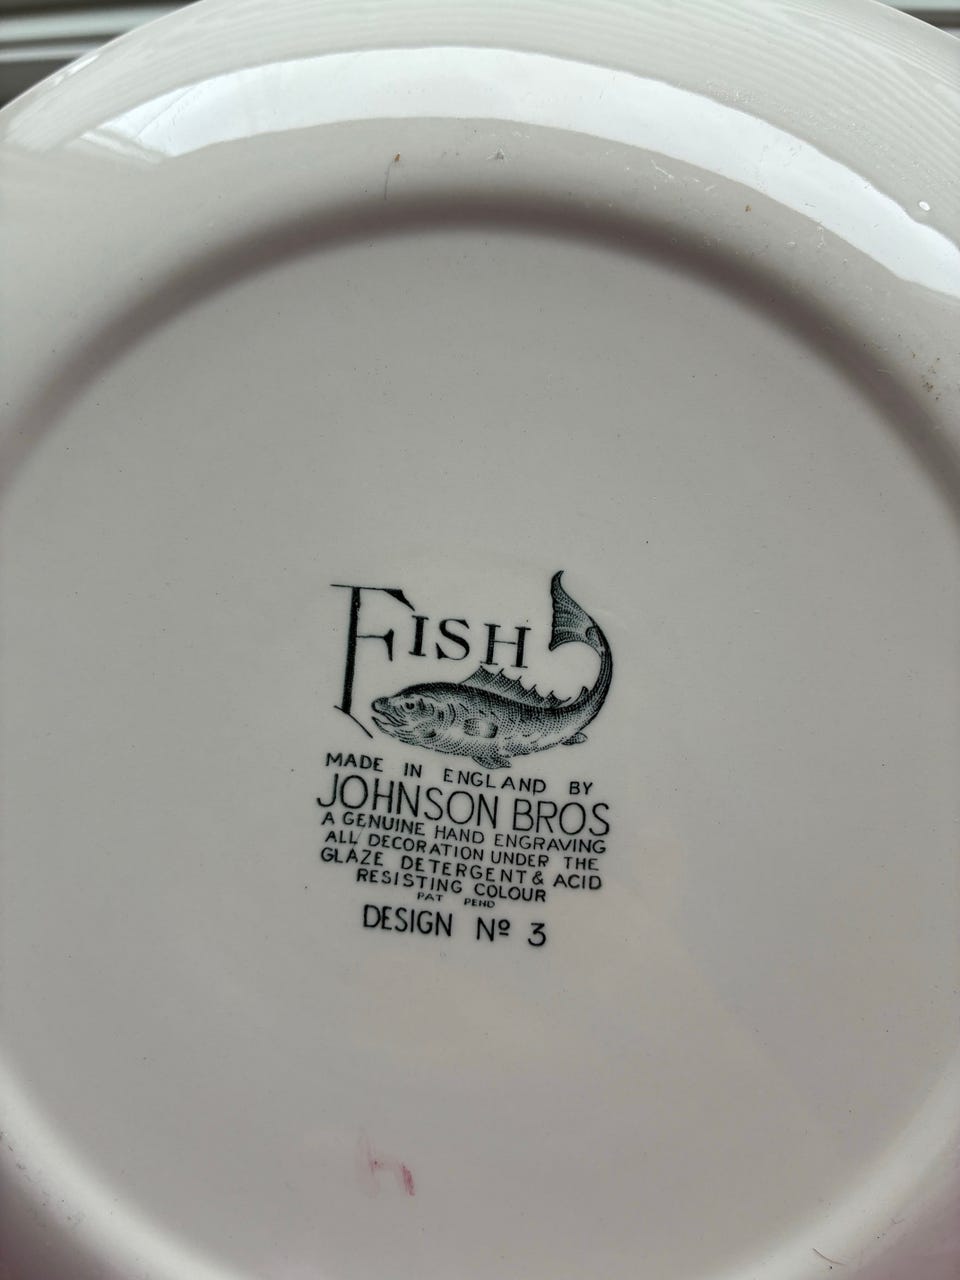 FISH
MADE IN ENGLAND BY
JOHNSON BROS
A GENUINE HAND ENGRAVING
ALL DECORATION UNDER THE
GLAZE DETERGENT & ACID
RESISTING COLOUR
PAT PEND
DESIGN Nº 3